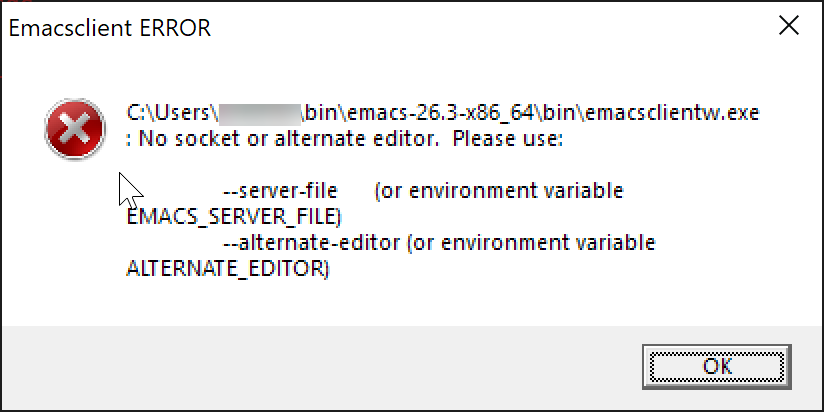 Emacsclient ERROR
C:\Users\ \bin\emacs-26.3-x86_64\bin\emacsclientw.exe
: No socket or alternate editor.  Please use:
--server-file      (or environment variable
EMACS_SERVER_FILE)
--alternate-editor (or environment variable
ALTERNATE_EDITOR)
OK